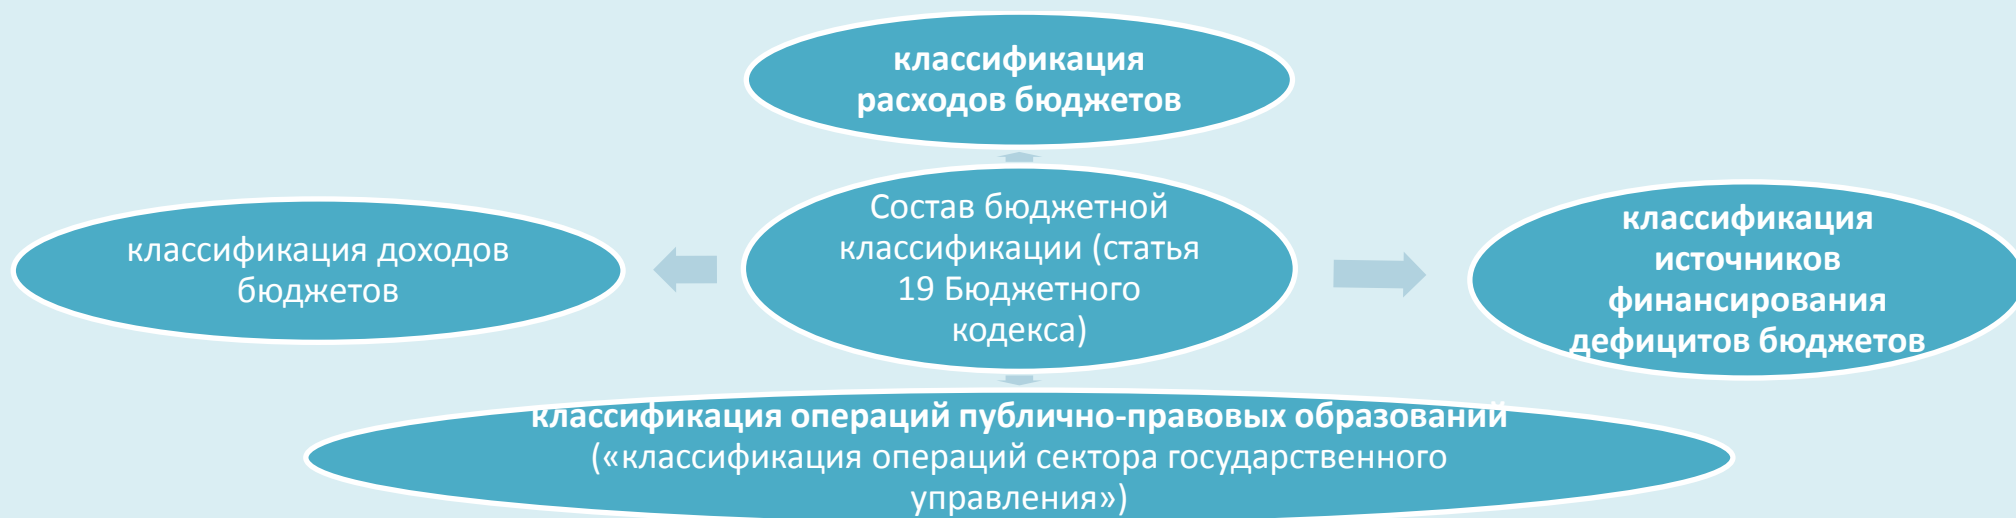 классификация
расходов бюджетов
Состав бюджетной
классификации (статья
19 Бюджетного
кодекса)
классификация доходов
бюджетов
классификация
источников
финансирования
дефицитов бюджетов
классификация операций публично-правовых образований
(«классификация операций сектора государственного
управления»)